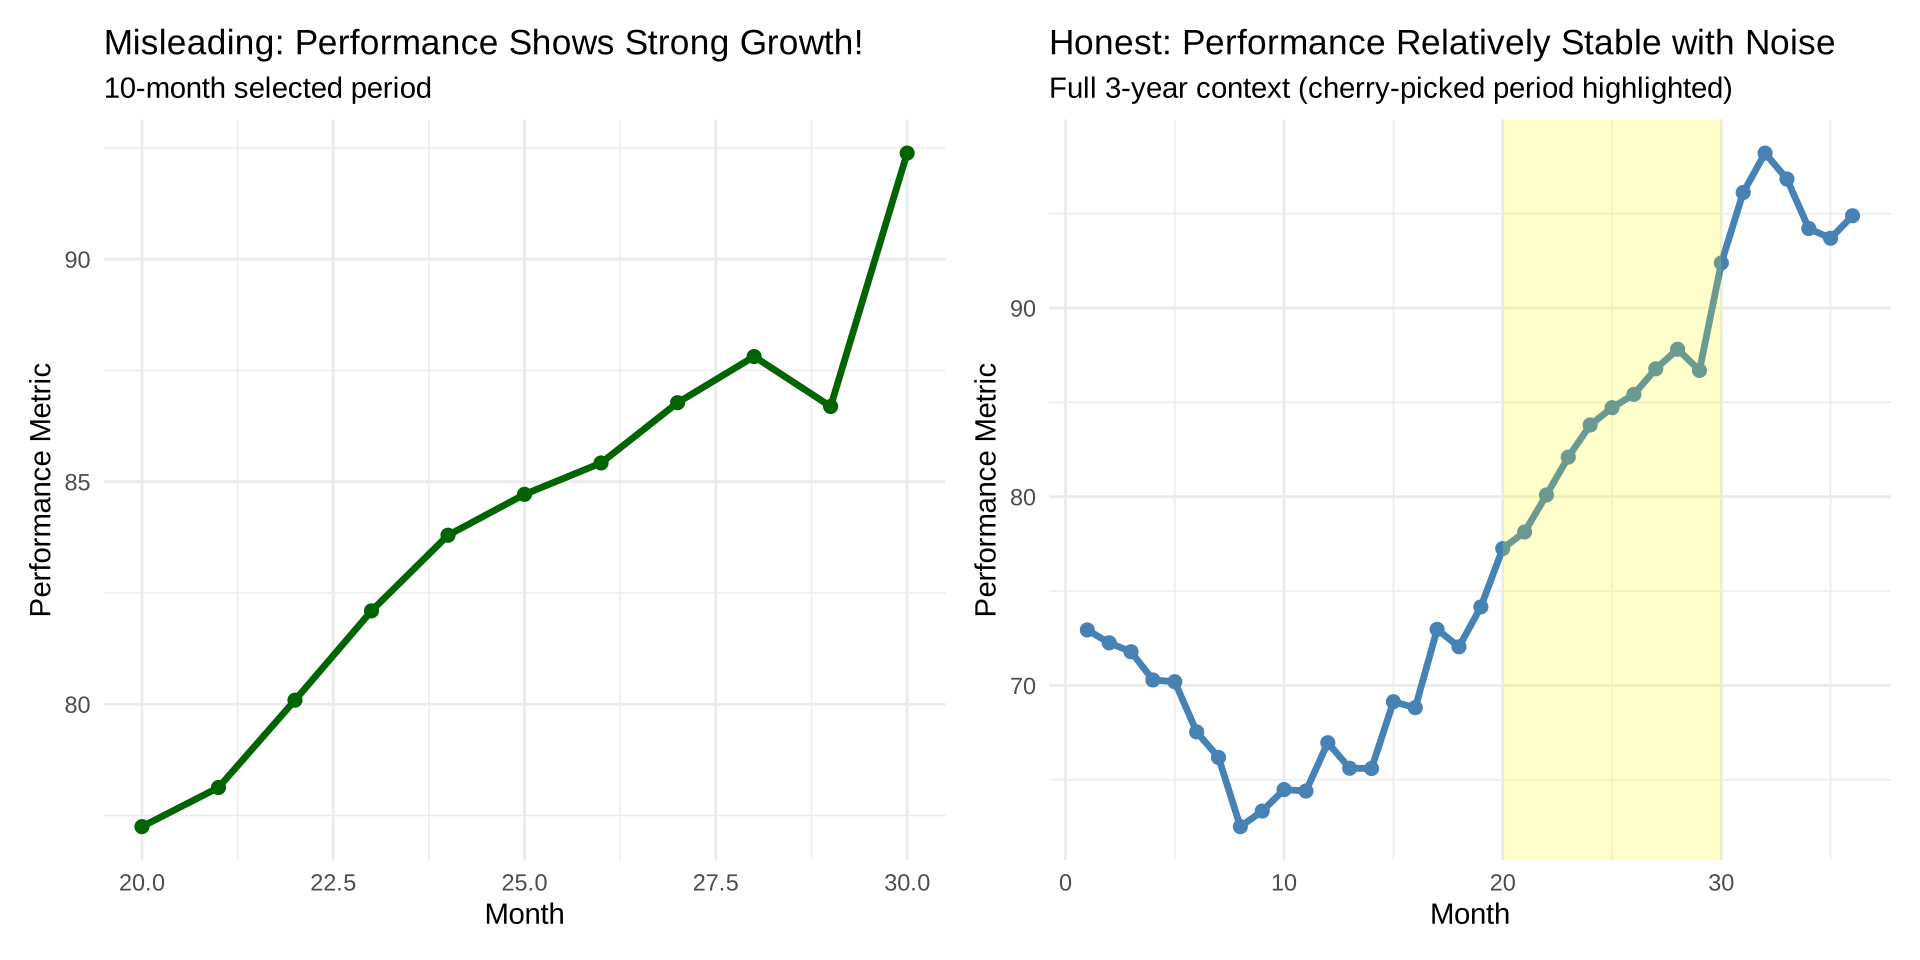 Misleading: Performance Shows Strong Growth!
10-month selected period
Performance Metric
90
85
80
20.0 22.5 25.0 27.5 30.0
Month
Honest: Performance Relatively Stable with Noise
Full 3-year context (cherry-picked period highlighted)
Performance Metric
90
80
70
0 10 20 30
Month